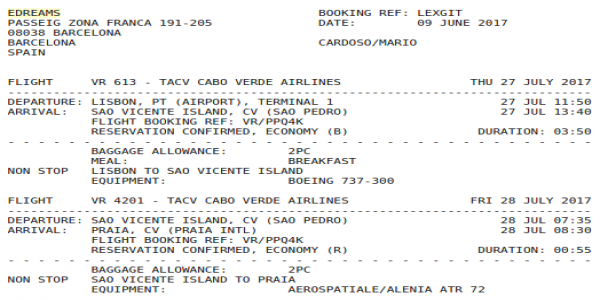 EDREAMS BOOKING REF: LEXGIT
PASSEIG ZONA FRANCA 191-205 DATE: 09 JUNE 2017
08038 BARCELONA
BARCELONA CARDOSO/MARIO
SPAIN
FLIGHT VR 613 - TACV CABO VERDE AIRLINES THU 27 JULY 2017
DEPARTURE: LISBON, PT (AIRPORT), TERMINAL 1 27 JUL 11:50
ARRIVAL: SAO VICENTE ISLAND, CV (SAO PEDRO) 27 JUL 13:40
FLIGHT BOOKING REF: VR/PPQ4K
RESERVATION CONFIRMED, ECONOMY (B) DURATION: 03:50
BAGGAGE ALLOWANCE: 2PC
MEAL: BREAKFAST
NON STOP LISBON TO SAO VICENTE ISLAND
EQUIPMENT: BOEING 737-300
FLIGHT VR 4201 - TACV CABO VERDE AIRLINES FRI 28 JULY 2017
DEPARTURE: SAO VICENTE ISLAND, CV (SAO PEDRO) 28 JUL 07:35
ARRIVAL: PRAIA, CV (PRAIA INTL) 28 JUL 08:30
FLIGHT BOOKING REF: VR/PPQ4K
RESERVATION CONFIRMED, ECONOMY (R) DURATION: 00:55
BAGGAGE ALLOWANCE: 2PC
NON STOP SAO VICENTE ISLAND TO PRAIA
EQUIPMENT: AEROSPATIALE/ALENIA ATR 72